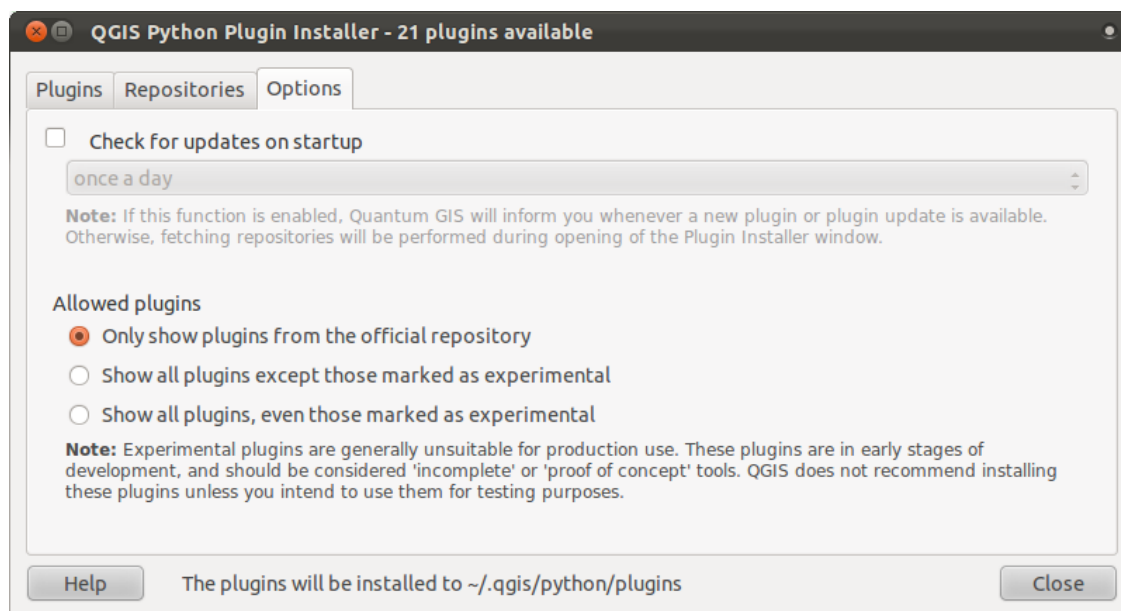 QGIS Python Plugin Installer - 21 plugins available
Plugins Repositories Options
Check for updates on startup
once a day
Note: If this function is enabled, Quantum GIS will inform you whenever a new plugin or plugin update is available.
Otherwise, fetching repositories will be performed during opening of the Plugin Installer window.
Allowed plugins
Only show plugins from the official repository
Show all plugins except those marked as experimental
Show all plugins, even those marked as experimental
Note: Experimental plugins are generally unsuitable for production use. These plugins are in early stages of
development, and should be considered 'incomplete' or 'proof of concept' tools. QGIS does not recommend installing
these plugins unless you intend to use them for testing purposes.
Help The plugins will be installed to ~/.qgis/python/plugins Close